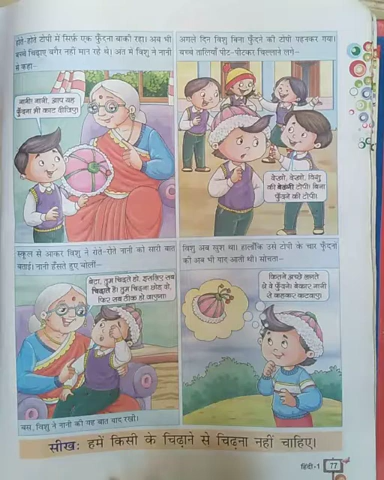 होते-होते टोपी में सिर्फ़ एक फुँदना बाकी रहा। अब भी
बच्चे चिढ़ाए बगैर नहीं मान रहे थे। अंत में विशु ने नानी
से कहा–
नानी! नानी, आप यह
फुँदना भी काट दीजिए!
अगले दिन विशु बिना फुँदने की टोपी पहनकर गया।
बच्चे तालियाँ पीट-पीटकर चिल्लाने लगे–
देखो, देखो, विशु
की बेढंगी टोपी! बिना
फुँदने की टोपी!
स्कूल से आकर विशु ने रोते-रोते नानी को सारी बात
बताई। नानी हँसते हुए बोलीं–
बेटा, तुम चिढ़ते हो, इसलिए सब
चिढ़ाते हैं। तुम चिढ़ना छोड़ दो,
फिर सब ठीक हो जाएगा।
बस, विशु ने नानी की यह बात याद रखी।
विशु अब खुश था। हालाँकि उसे टोपी के चार फुँदनों
की अब भी याद आती थी। सोचता–
कितने अच्छे लगते
थे वे फुँदने! बेकार नानी
से कहकर कटवाए!
सीख: हमें किसी के चिढ़ाने से चिढ़ना नहीं चाहिए।
हिंदी-1 77